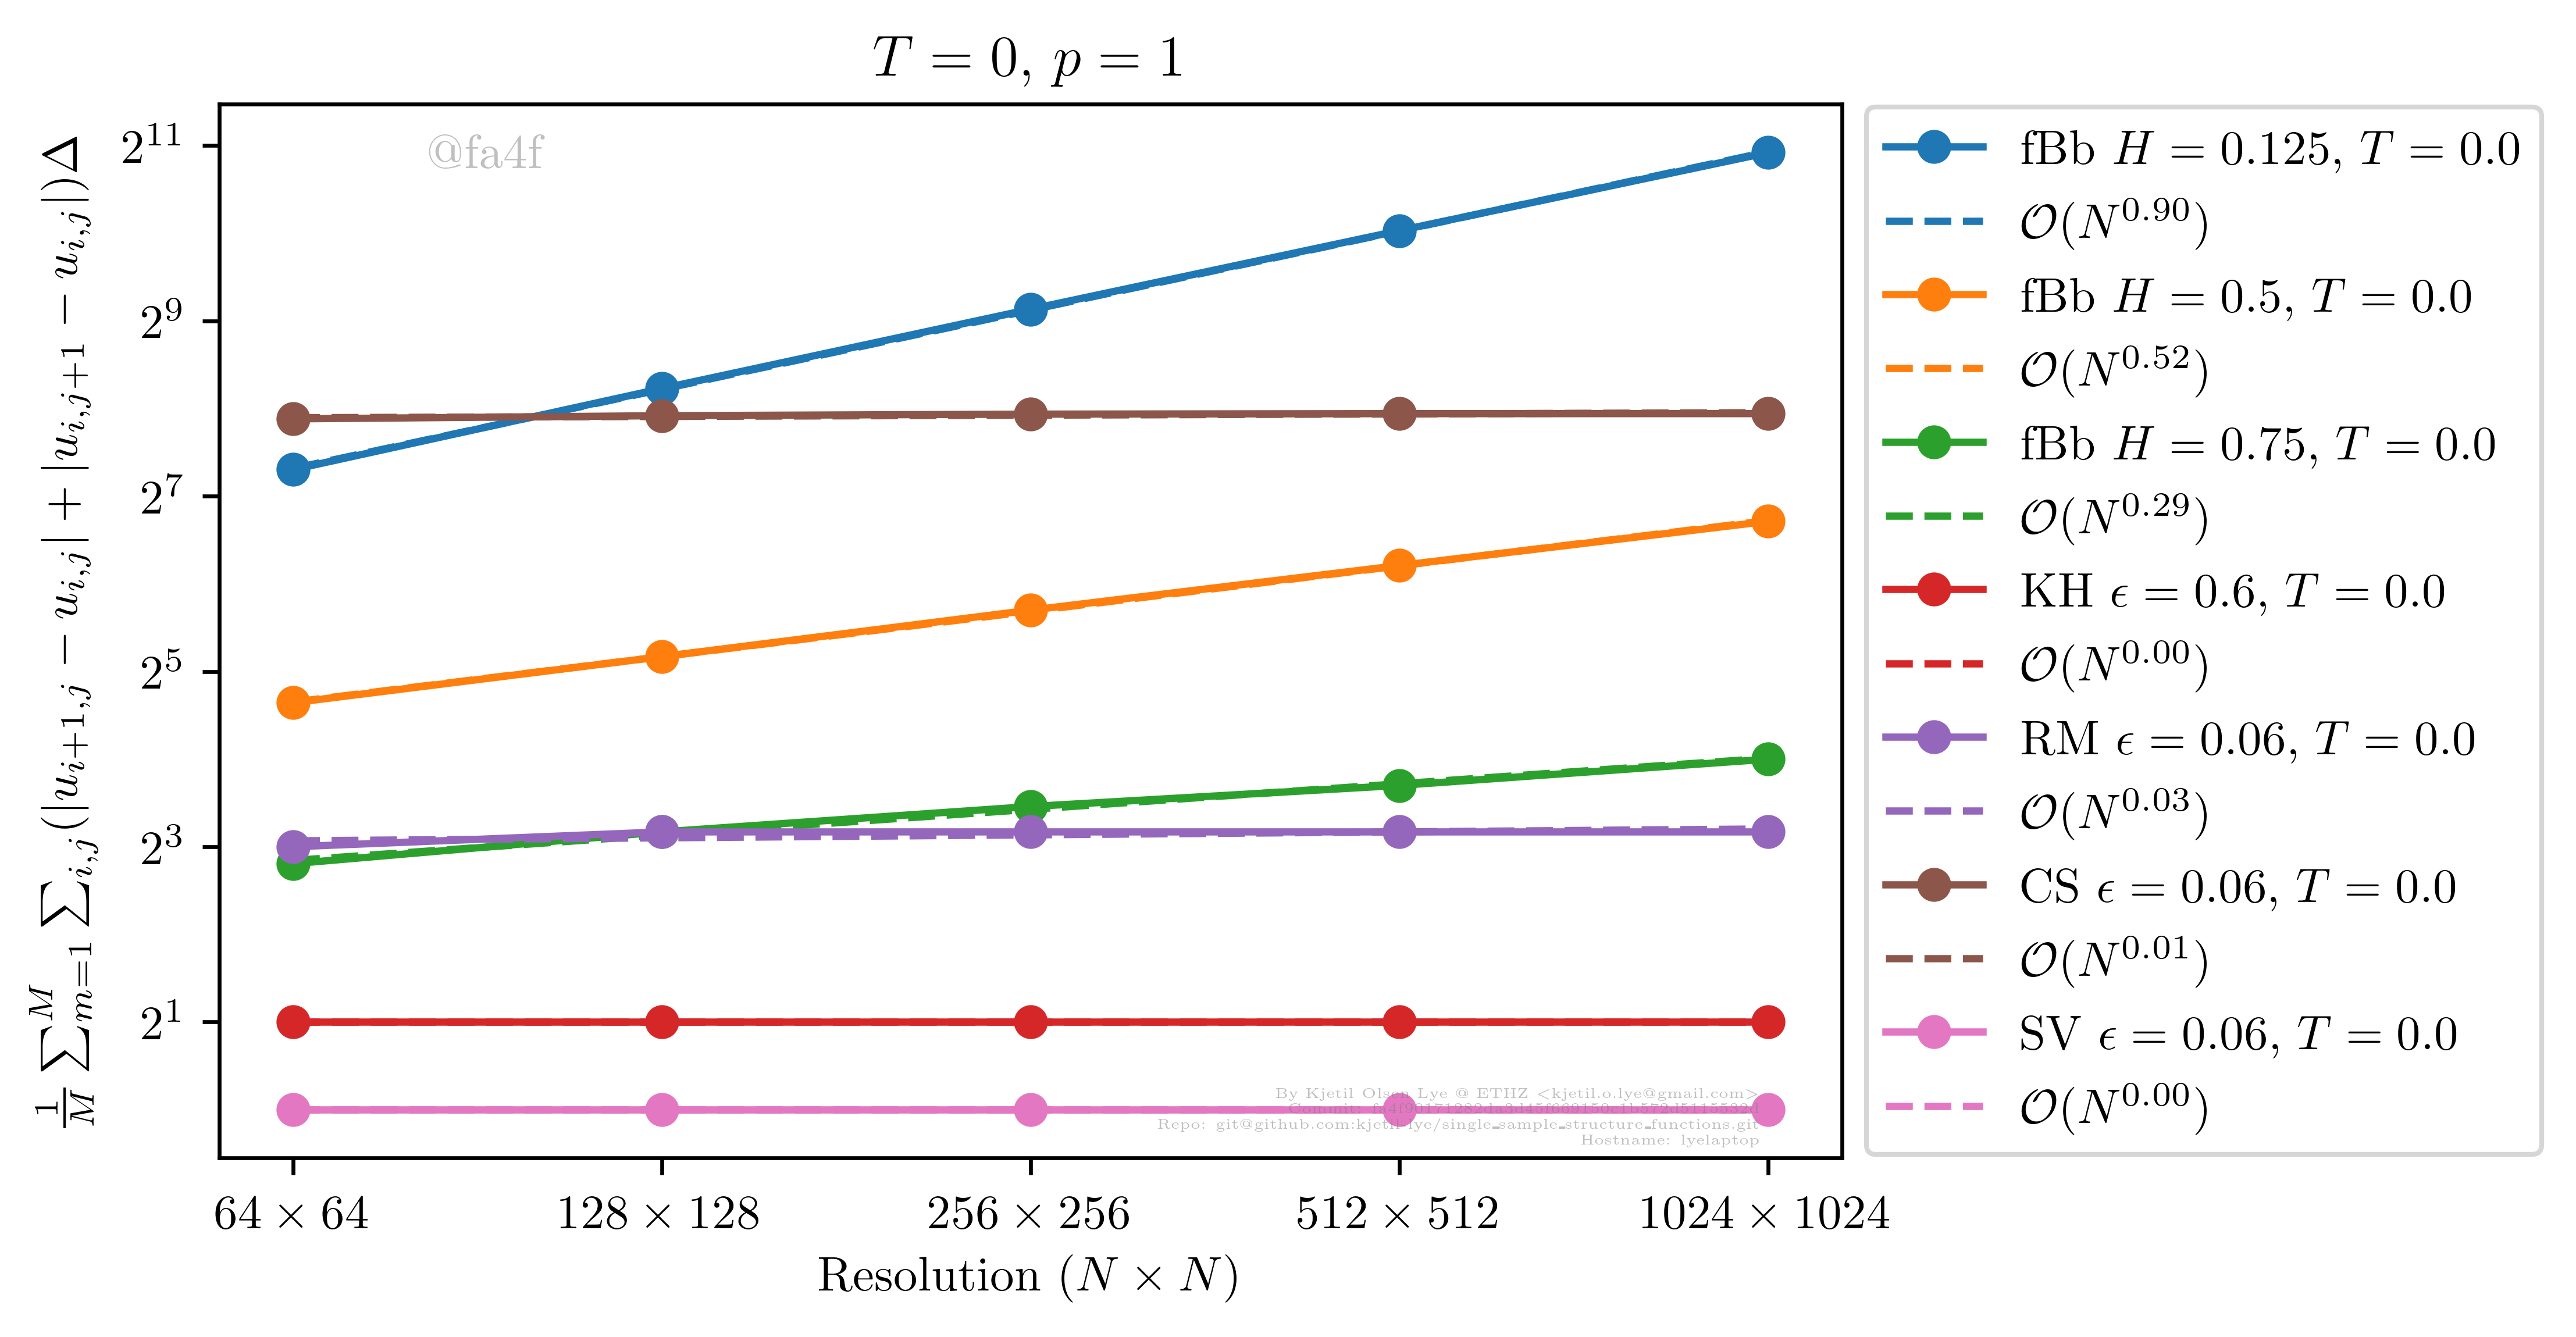 T = 0, p = 1
@fa4f
2^11
2^9
2^7
2^5
2^3
2^1
\frac{1}{M} \sum_{m=1}^{M} \sum_{i,j} (|u_{i+1,j} − u_{i,j}| + |u_{i,j+1} − u_{i,j}|)Δ
64 × 64
128 × 128
256 × 256
512 × 512
1024 × 1024
Resolution (N × N)
By Kjetil Olsen Lye @ ETHZ <kjetil.o.lye@gmail.com>
Commit:
Repo: git@github.com:kjetil-lye/single_sample_structure_functions.git
Hostname: lyelaptop
fBb H = 0.125, T = 0.0
𝒪(N^0.90)
fBb H = 0.5, T = 0.0
𝒪(N^0.52)
fBb H = 0.75, T = 0.0
𝒪(N^0.29)
KH ϵ = 0.6, T = 0.0
𝒪(N^0.00)
RM ϵ = 0.06, T = 0.0
𝒪(N^0.03)
CS ϵ = 0.06, T = 0.0
𝒪(N^0.01)
SV ϵ = 0.06, T = 0.0
𝒪(N^0.00)